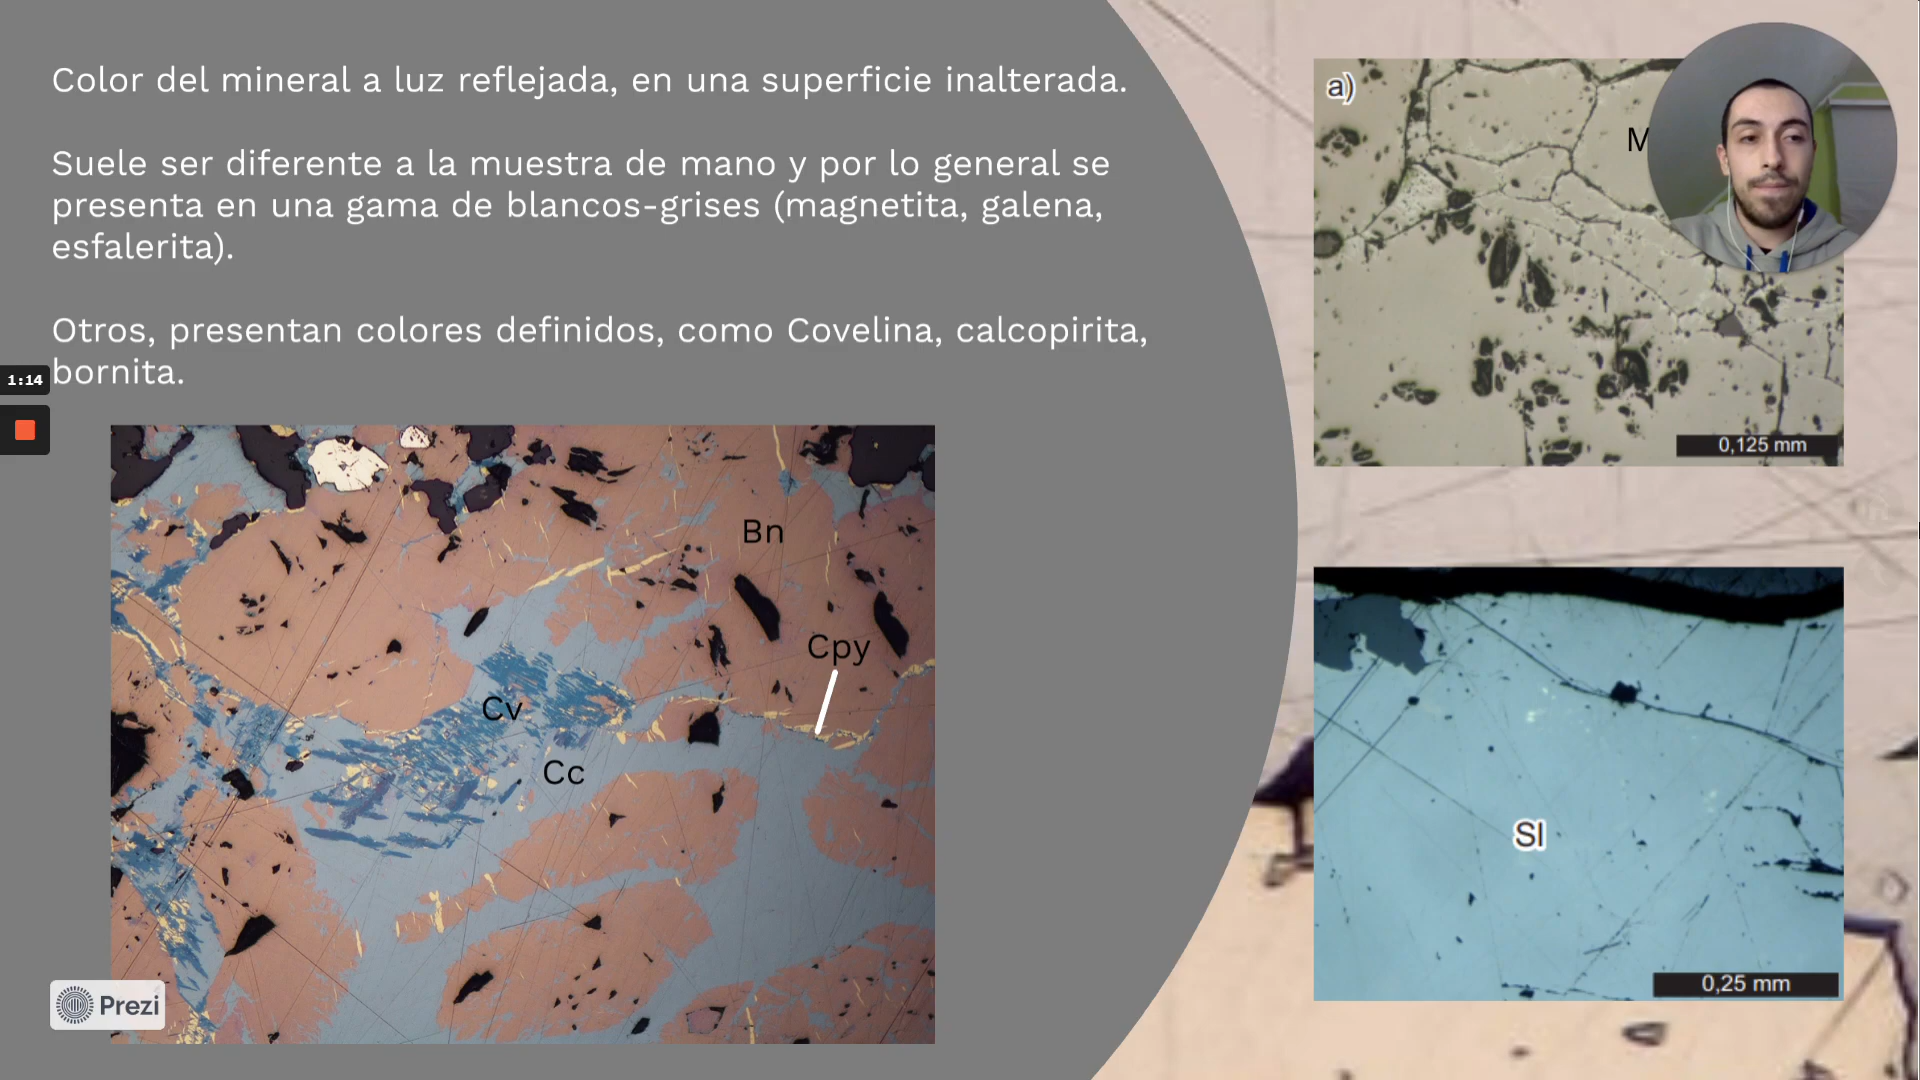 Color del mineral a luz reflejada, en una superficie inalterada.
Suele ser diferente a la muestra de mano y por lo general se
presenta en una gama de blancos-grises (magnetita, galena,
esfalerita).
Otros, presentan colores definidos, como Covelina, calcopirita,
bornita.
1:14
Bn
Cpy
Cv
Cc
Prezi
a)
M
0,125 mm
Sl
0,25 mm